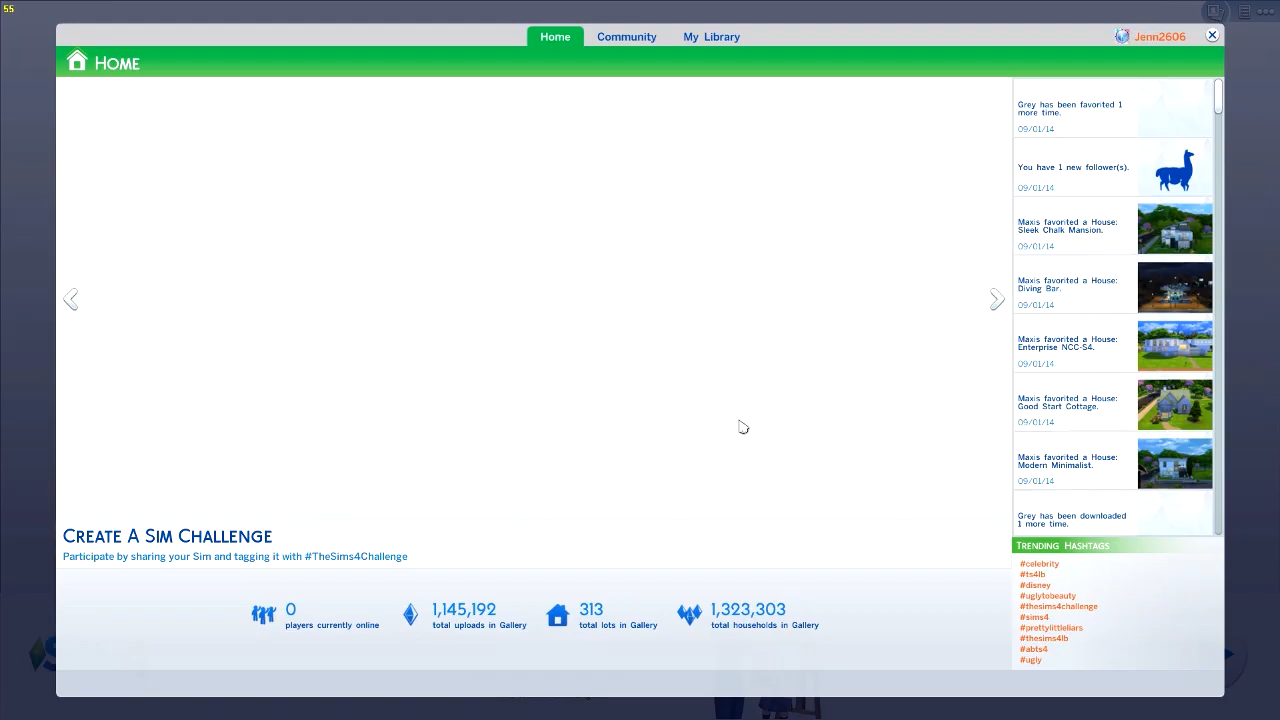 55
Home
Community
My Library
Jenn2606
HOME
Grey has been favorited 1
more time.
09/01/14
You have 1 new follower(s).
09/01/14
Maxis favorited a House:
Sleek Chalk Mansion.
09/01/14
Maxis favorited a House:
Diving Bar.
09/01/14
Maxis favorited a House:
Enterprise NCC-S4.
09/01/14
Maxis favorited a House:
Good Start Cottage.
09/01/14
Maxis favorited a House:
Modern Minimalist.
09/01/14
Grey has been downloaded
1 more time.
CREATE A SIM CHALLENGE
Participate by sharing your Sim and tagging it with #TheSims4Challenge
0
players currently online
1,145,192
total uploads in Gallery
313
total lots in Gallery
1,323,303
total households in Gallery
TRENDING HASHTAGS
#celebrity
#ts4lb
#disney
#uglytobeauty
#thesims4challenge
#sims4
#prettylittleliars
#thesims4lb
#abts4
#ugly